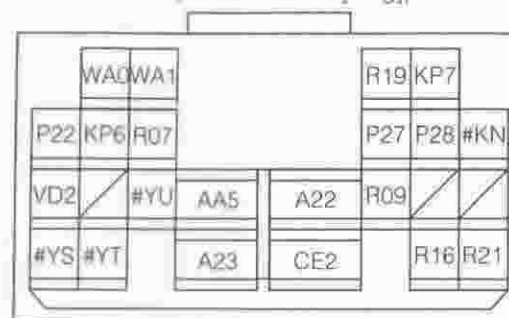 WA0 WA1 R19 KP7
P22 KP6 R07 P27 P28 #KN
VD2 #YU AA5 A22 R09
#YS #YT A23 CE2 R16 R21